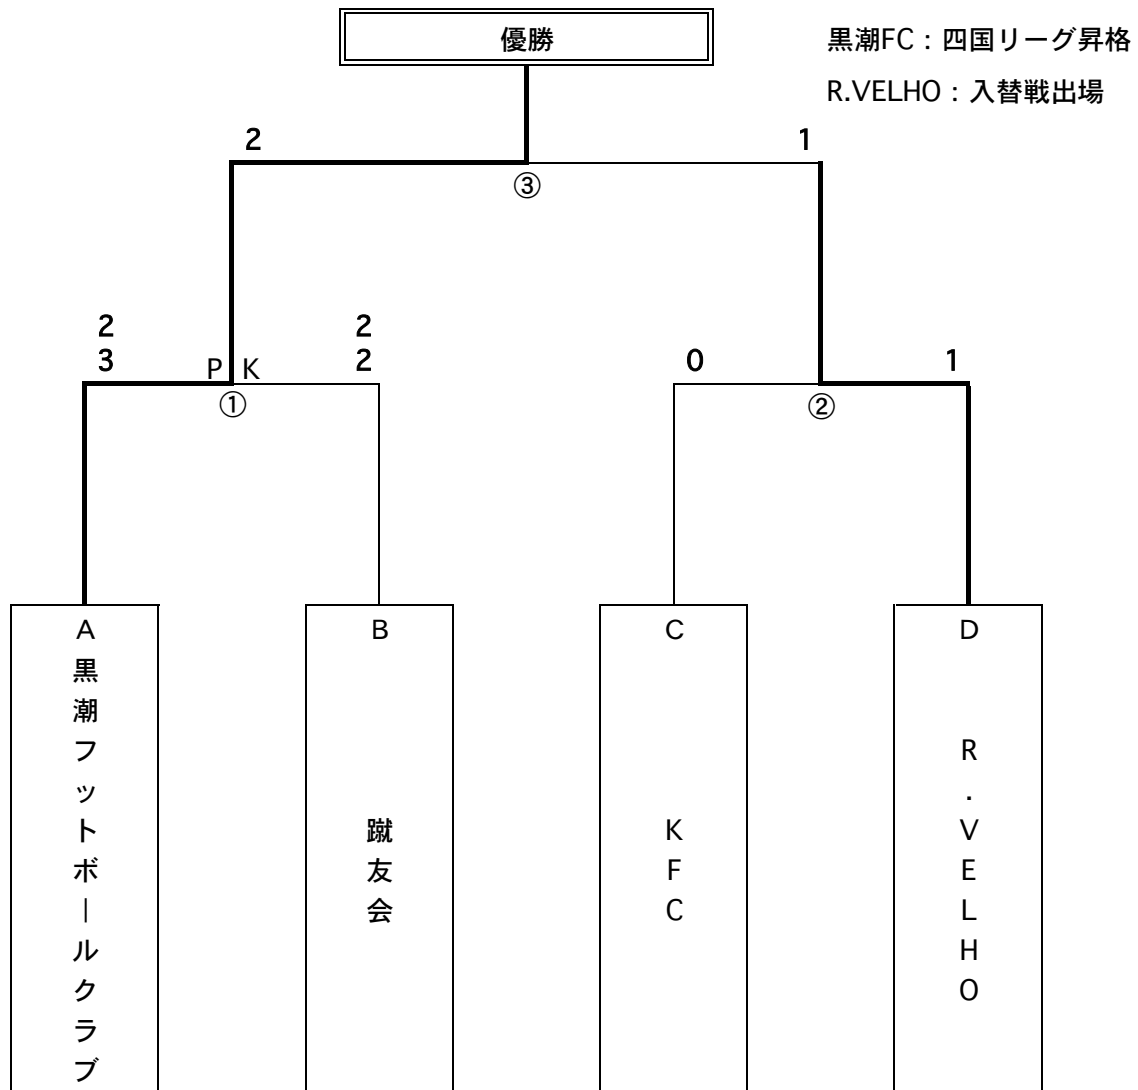 優勝
黒潮FC：四国リーグ昇格
R.VELHO：入替戦出場
2
1
③
2
2
3
P K
2
0
1
①
②
A
黒潮フットボールクラブ
B
蹴友会
C
KFC
D
R.VELHO